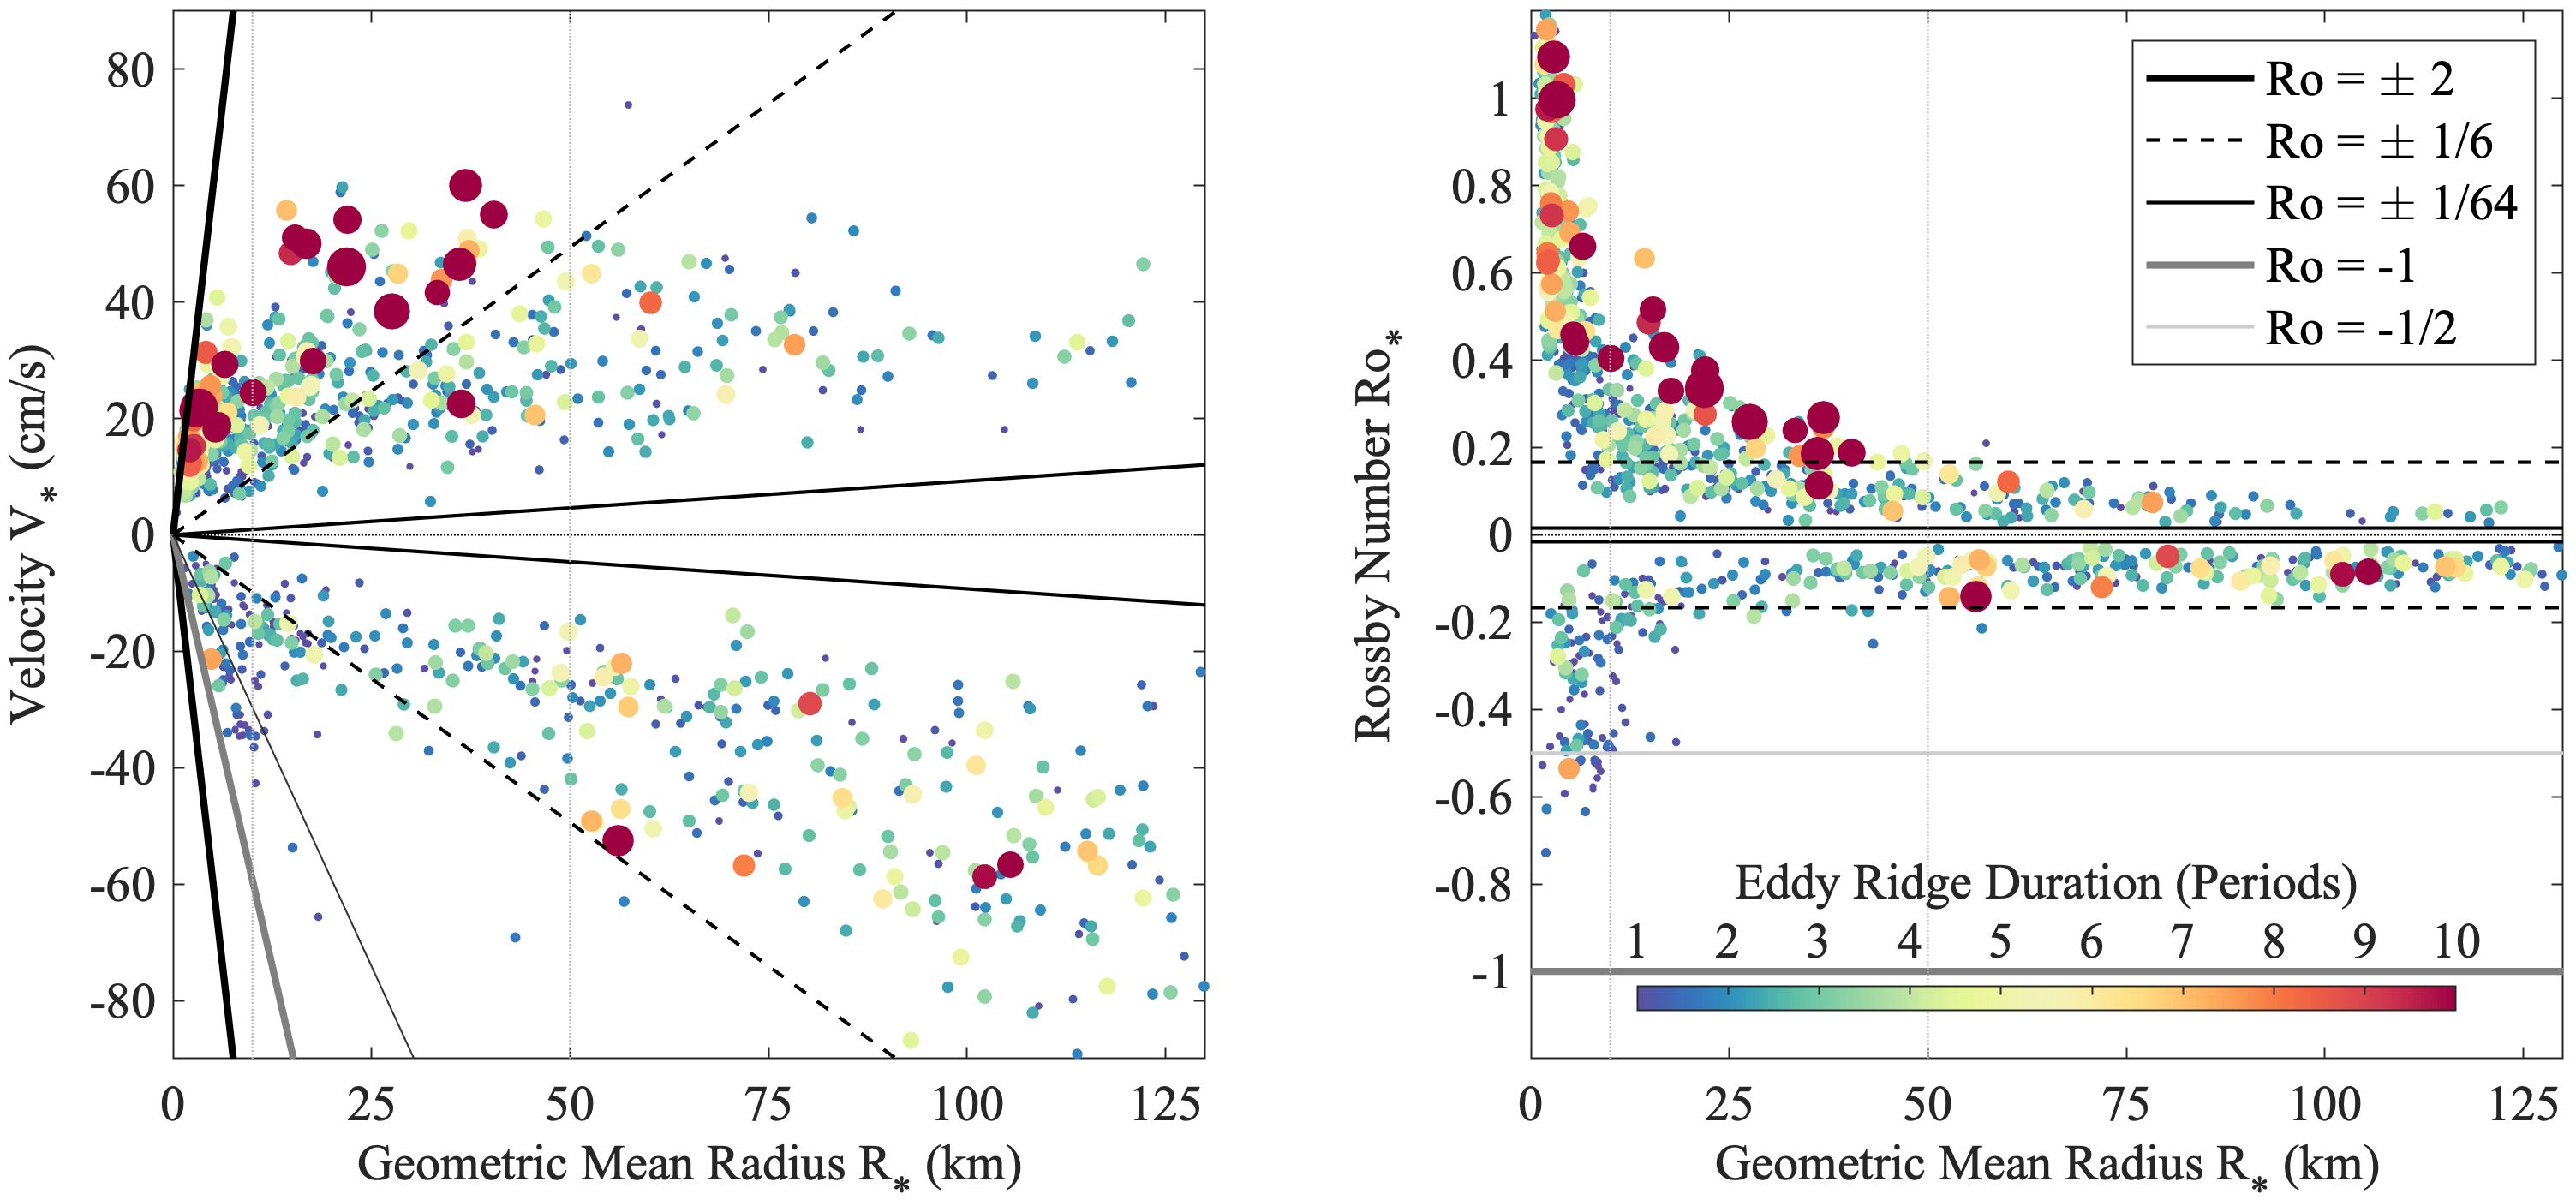 80
60
40
20
0
-20
-40
-60
-80
Velocity V* (cm/s)
0 25 50 75 100 125
Geometric Mean Radius R* (km)
1
0.8
0.6
0.4
0.2
0
-0.2
-0.4
-0.6
-0.8
-1
Rossby Number Ro*
Ro = ± 2
Ro = ± 1/6
Ro = ± 1/64
Ro = -1
Ro = -1/2
Eddy Ridge Duration (Periods)
1 2 3 4 5 6 7 8 9 10
0 25 50 75 100 125
Geometric Mean Radius R* (km)